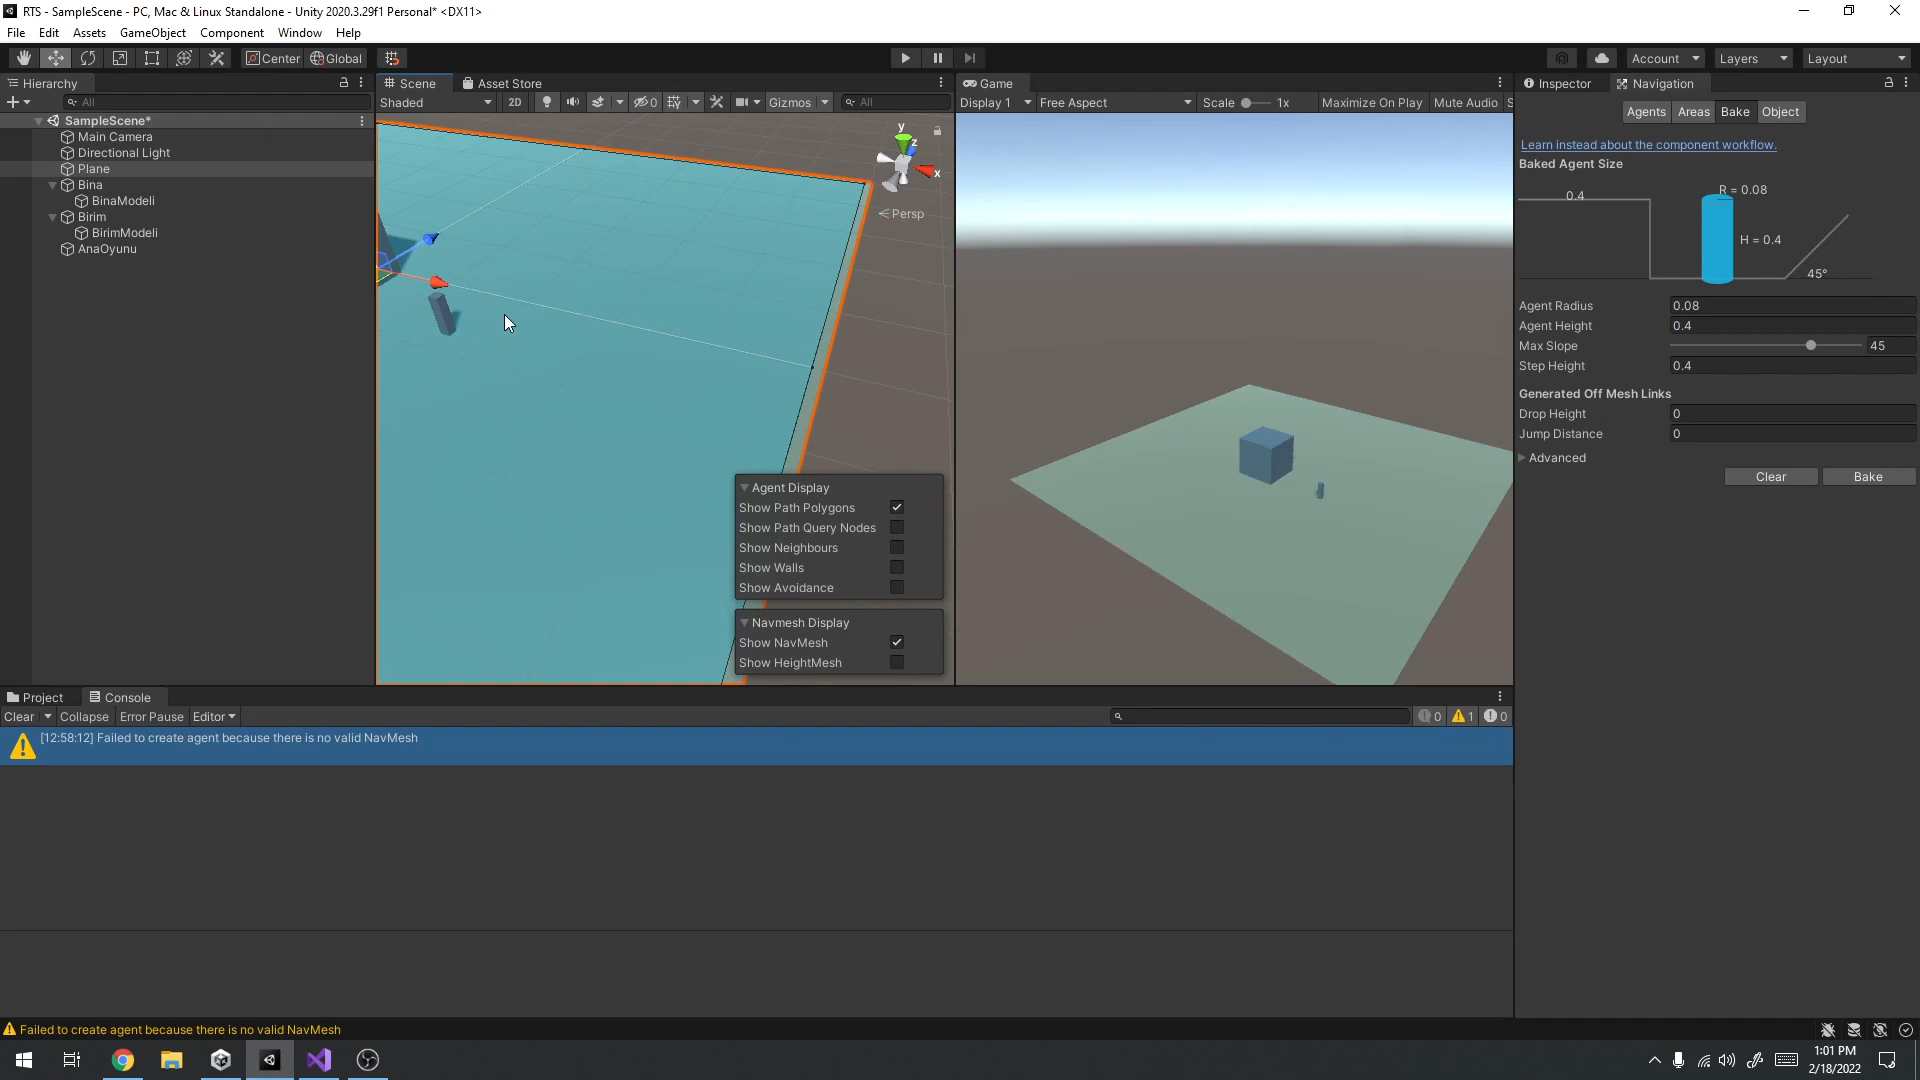 RTS - SampleScene - PC, Mac & Linux Standalone - Unity 2020.3.29f1 Personal* <DX11>
File Edit Assets GameObject Component Window Help
Center Global Account Layers Layout
Hierarchy
All
SampleScene*
Main Camera
Directional Light
Plane
Bina
BinaModeli
Birim
BirimModeli
AnaOyunu
Scene Asset Store
Shaded 2D 0 Gizmos All
y
z
x
Persp
Agent Display
Show Path Polygons
Show Path Query Nodes
Show Neighbours
Show Walls
Show Avoidance
Navmesh Display
Show NavMesh
Show HeightMesh
Game
Display 1 Free Aspect Scale 1x Maximize On Play Mute Audio S
Inspector Navigation
Agents Areas Bake Object
Learn instead about the component workflow.
Baked Agent Size
R = 0.08
0.4
H = 0.4
45°
Agent Radius 0.08
Agent Height 0.4
Max Slope 45
Step Height 0.4
Generated Off Mesh Links
Drop Height 0
Jump Distance 0
Advanced
Clear Bake
Project Console
Clear Collapse Error Pause Editor 0 1 0
[12:58:12] Failed to create agent because there is no valid NavMesh
Failed to create agent because there is no valid NavMesh
1:01 PM
2/18/2022